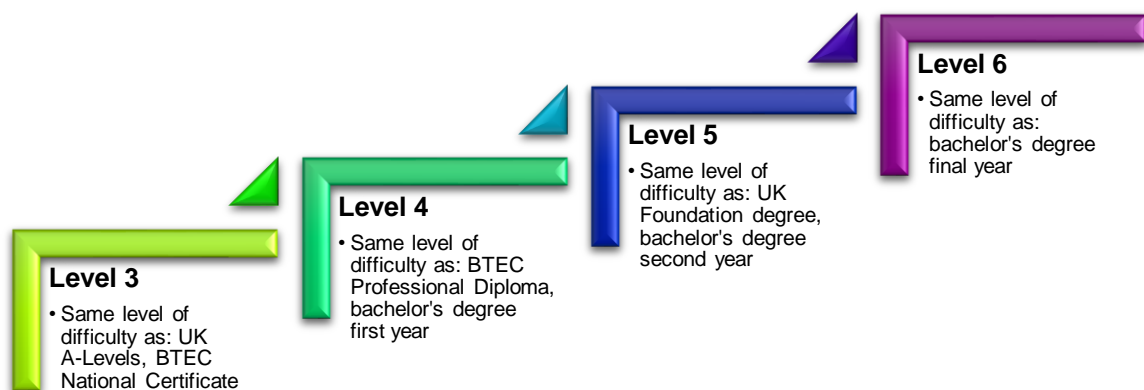 Level 3
• Same level of
difficulty as: UK
A-Levels, BTEC
National Certificate
Level 4
• Same level of
difficulty as: BTEC
Professional Diploma,
bachelor's degree
first year
Level 5
• Same level of
difficulty as: UK
Foundation degree,
bachelor's degree
second year
Level 6
• Same level of
difficulty as:
bachelor's degree
final year